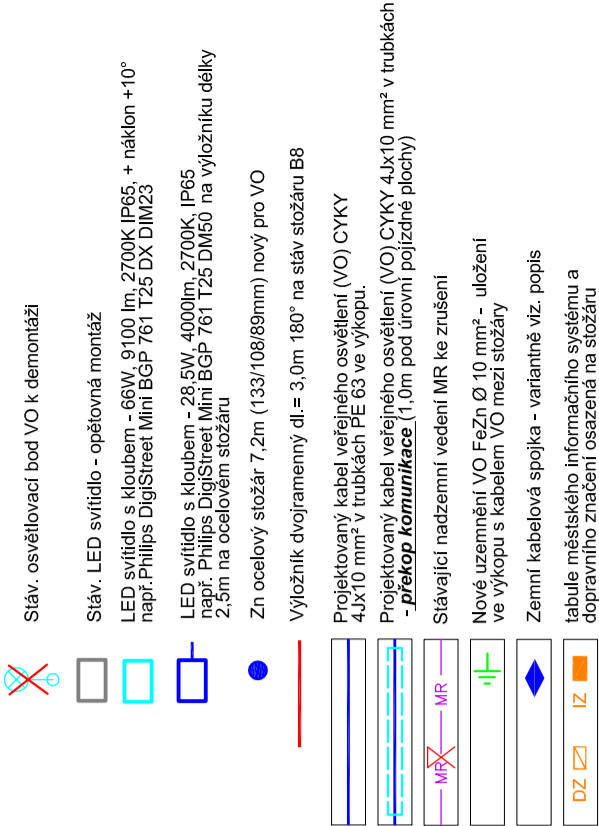 Stáv. osvětlovací bod VO k demontáži
Stáv. LED svítidlo - opětovná montáž
LED svítidlo s kloubem - 66W, 9100 lm, 2700K IP65, + náklon +10°
např.Philips DigiStreet Mini BGP 761 T25 DX DIM23
LED svítidlo s kloubem - 28,5W, 4000lm, 2700K, IP65
např. Philips DigiStreet Mini BGP 761 T25 DM50 na výložníku délky
2,5m na ocelovém stožáru
Zn ocelový stožár 7,2m (133/108/89mm) nový pro VO
Výložník dvojramenný dl.= 3,0m 180° na stáv stožáru B8
Projektovaný kabel veřejného osvětlení (VO) CYKY
4Jx10 mm² v trubkách PE 63 ve výkopu.
Projektovaný kabel veřejného osvětlení (VO) CYKY 4Jx10 mm² v trubkách
- překop komunikace (1,0m pod úrovní pojízdné plochy)
MR MR
Stávající nadzemní vedení MR ke zrušení
Nové uzemnění VO FeZn Ø 10 mm² - uložení
ve výkopu s kabelem VO mezi stožáry
Zemní kabelová spojka - variantně viz. popis
DZ IZ
tabule městského informačního systému a
dopravního značení osazená na stožáru